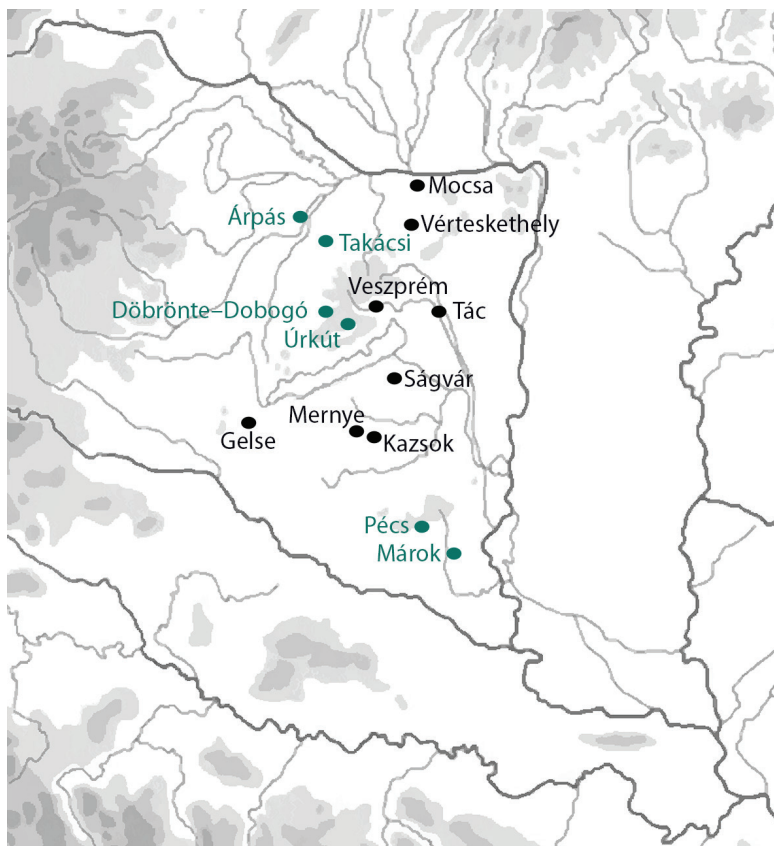 Mocsa
Árpás
Vérteskethely
Takácsi
Veszprém
Döbrönte–Dobogó
Tác
Úrkút
Ságvár
Mernye
Gelse
Kazsok
Pécs
Márok